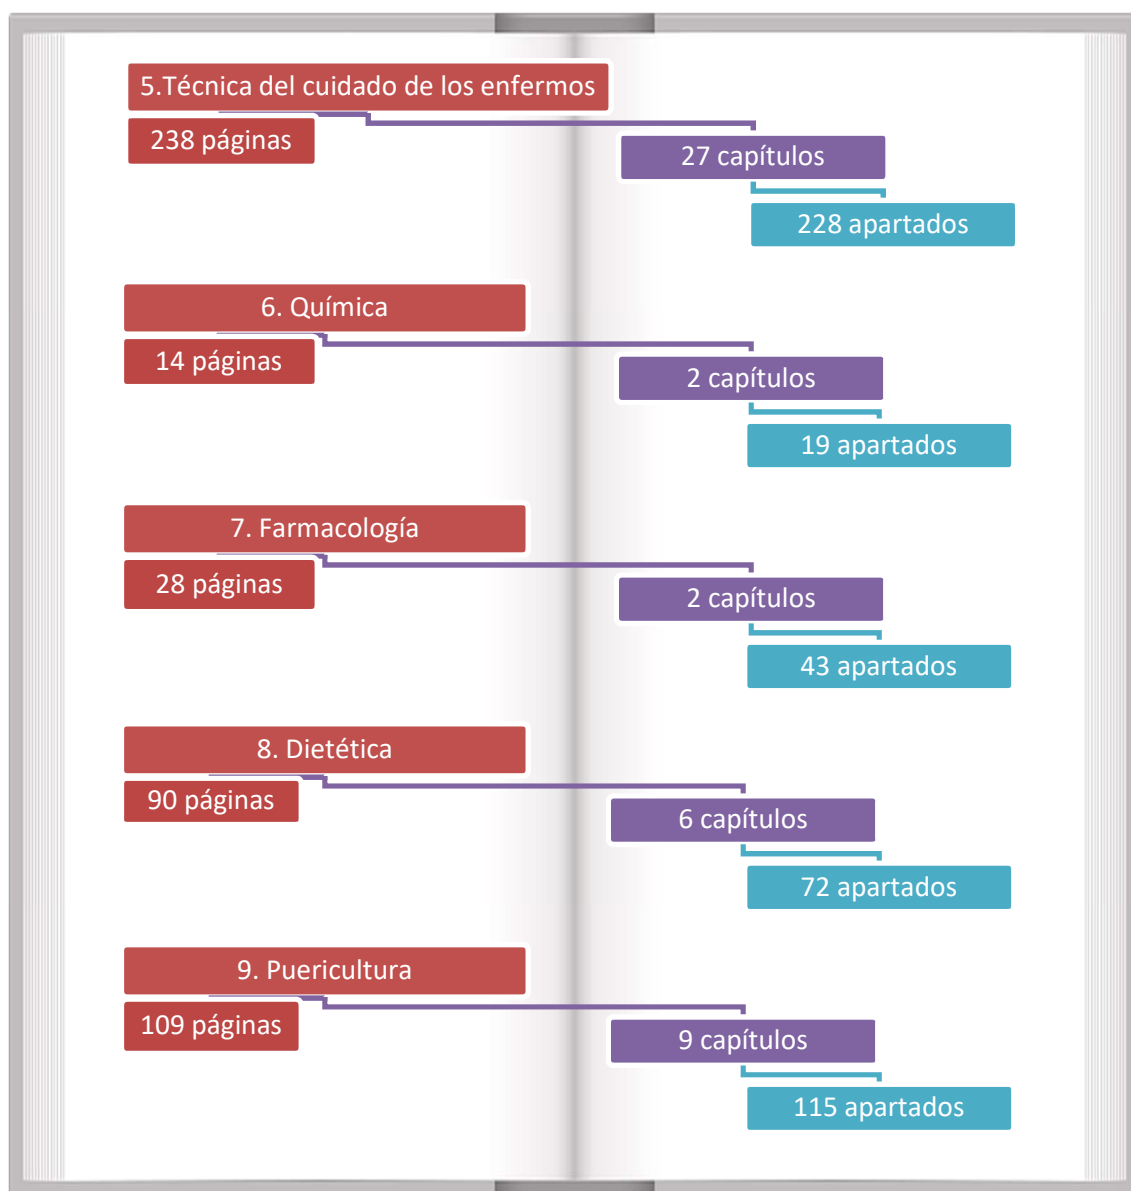 5.Técnica del cuidado de los enfermos
238 páginas
27 capítulos
228 apartados
6. Química
14 páginas
2 capítulos
19 apartados
7. Farmacología
28 páginas
2 capítulos
43 apartados
8. Dietética
90 páginas
6 capítulos
72 apartados
9. Puericultura
109 páginas
9 capítulos
115 apartados